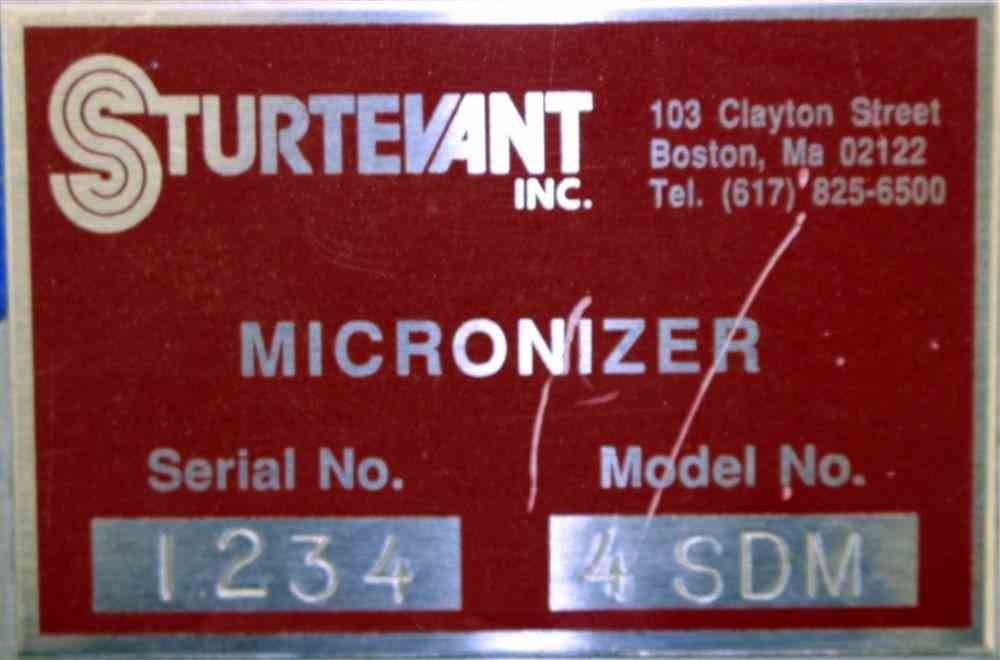 STURTEVANT
INC.
103 Clayton Street
Boston, Ma 02122
Tel. (617) 825-6500
MICRONIZER
Serial No.
1234
Model No.
4 SDM